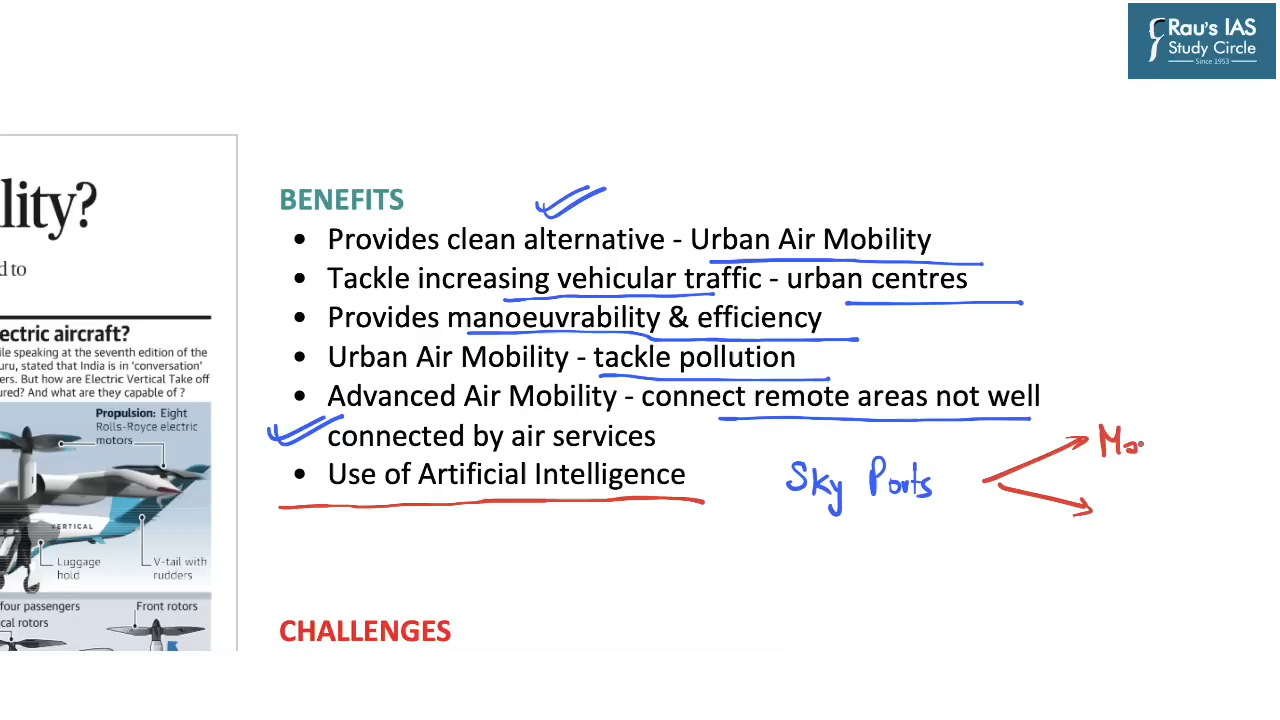 Rau's IAS
Study Circle
Since 1953
lity?
d to
ectric aircraft?
ile speaking at the seventh edition of the
uru, stated that India is in 'conversation'
ers. But how are Electric Vertical Take off
ured? And what are they capable of ?
Propulsion: Eight
Rolls-Royce electric
motors
VERTICAL
Luggage
hold
V-tail with
rudders
four passengers
Front rotors
cal rotors
BENEFITS
• Provides clean alternative - Urban Air Mobility
• Tackle increasing vehicular traffic - urban centres
• Provides manoeuvrability & efficiency
• Urban Air Mobility - tackle pollution
• Advanced Air Mobility - connect remote areas not well
connected by air services
• Use of Artificial Intelligence
Sky Ports
CHALLENGES